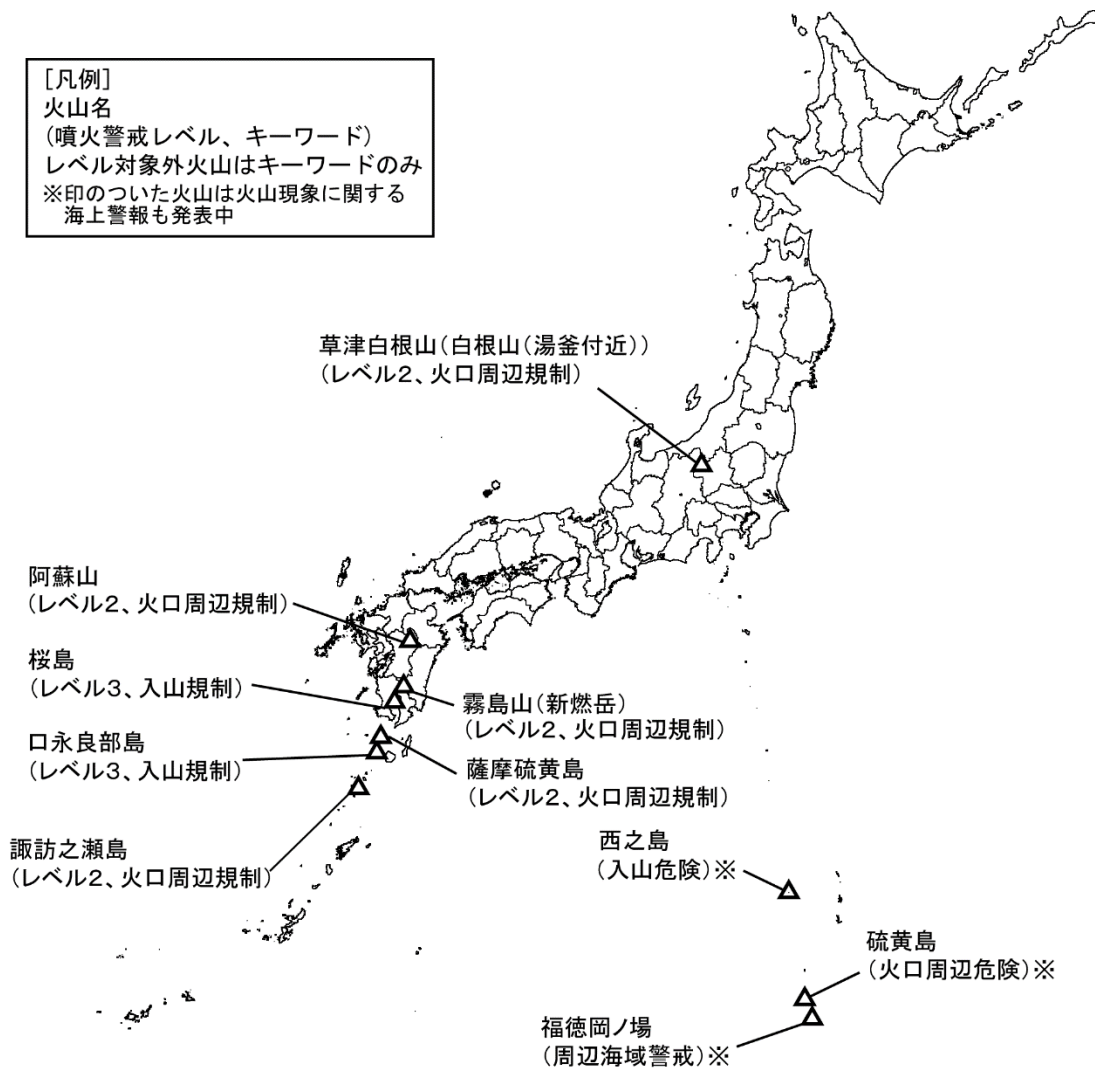 ［凡例］
火山名
（噴火警戒レベル、キーワード）
レベル対象外火山はキーワードのみ
※印のついた火山は火山現象に関する
海上警報も発表中
草津白根山（白根山（湯釜付近））
（レベル２、火口周辺規制）
阿蘇山
（レベル２、火口周辺規制）
桜島
（レベル３、入山規制）
霧島山（新燃岳）
（レベル２、火口周辺規制）
口永良部島
（レベル３、入山規制）
薩摩硫黄島
（レベル２、火口周辺規制）
諏訪之瀬島
（レベル２、火口周辺規制）
西之島
（入山危険）※
硫黄島
（火口周辺危険）※
福徳岡ノ場
（周辺海域警戒）※